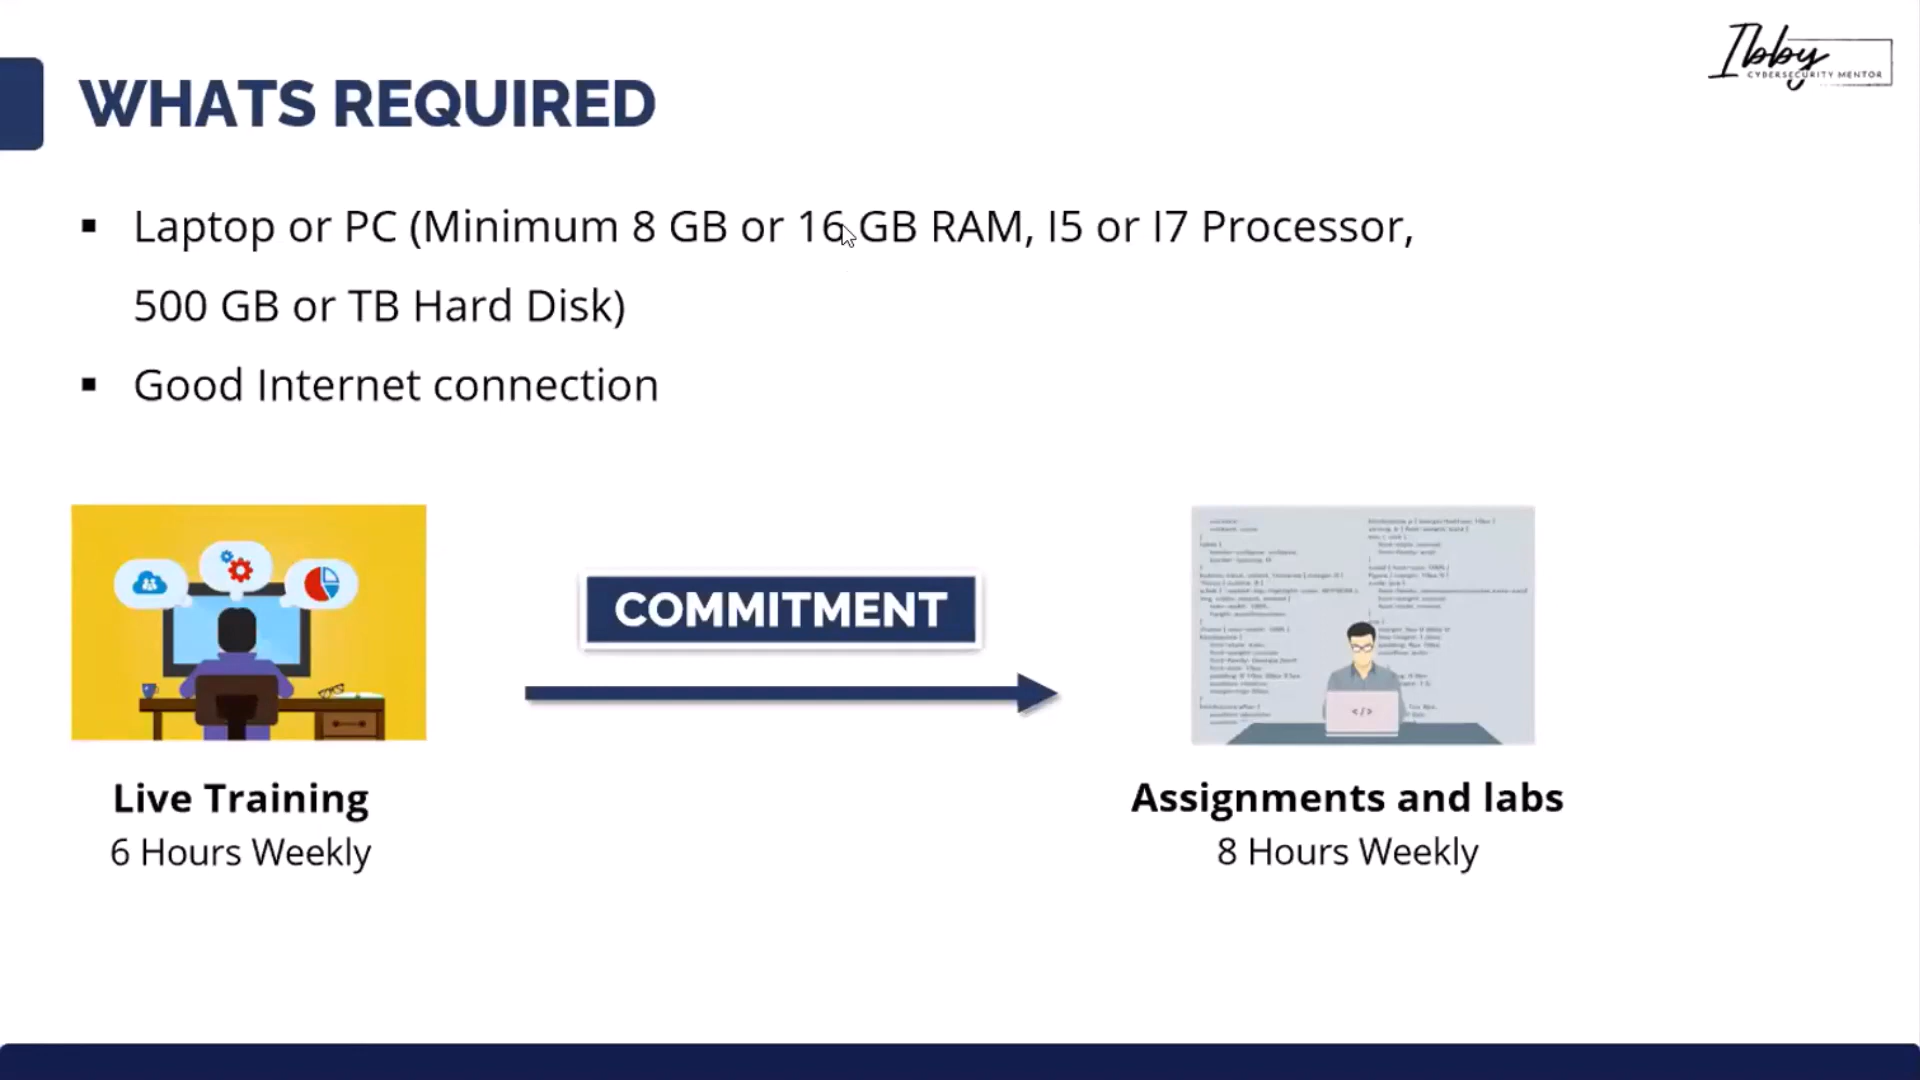 Ibby
CYBERSECURITY MENTOR
WHATS REQUIRED
▪ Laptop or PC (Minimum 8 GB or 16 GB RAM, I5 or I7 Processor,
500 GB or TB Hard Disk)
▪ Good Internet connection
COMMITMENT
</>
Live Training
6 Hours Weekly
Assignments and labs
8 Hours Weekly